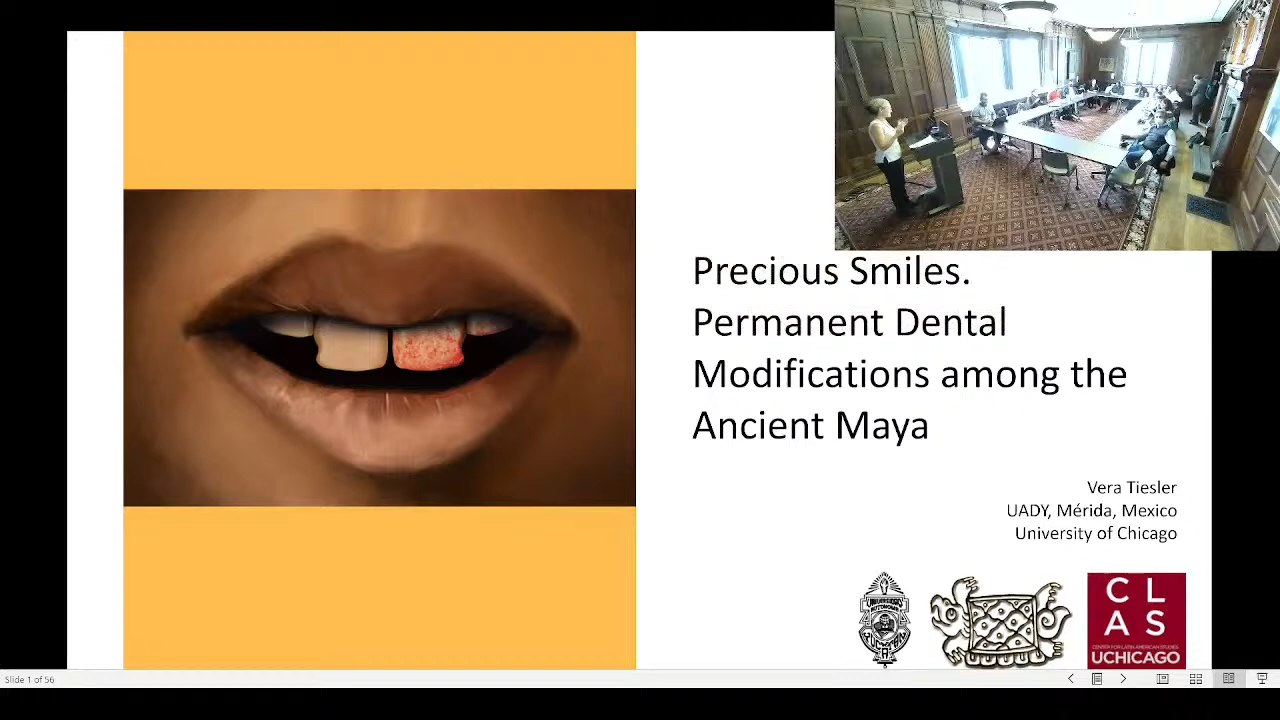 Precious Smiles.
Permanent Dental
Modifications among the
Ancient Maya
Vera Tiesler
UADY, Mérida, Mexico
University of Chicago
C L
A S
CENTER FOR LATIN AMERICAN STUDIES
UCHICAGO
Slide 1 of 56